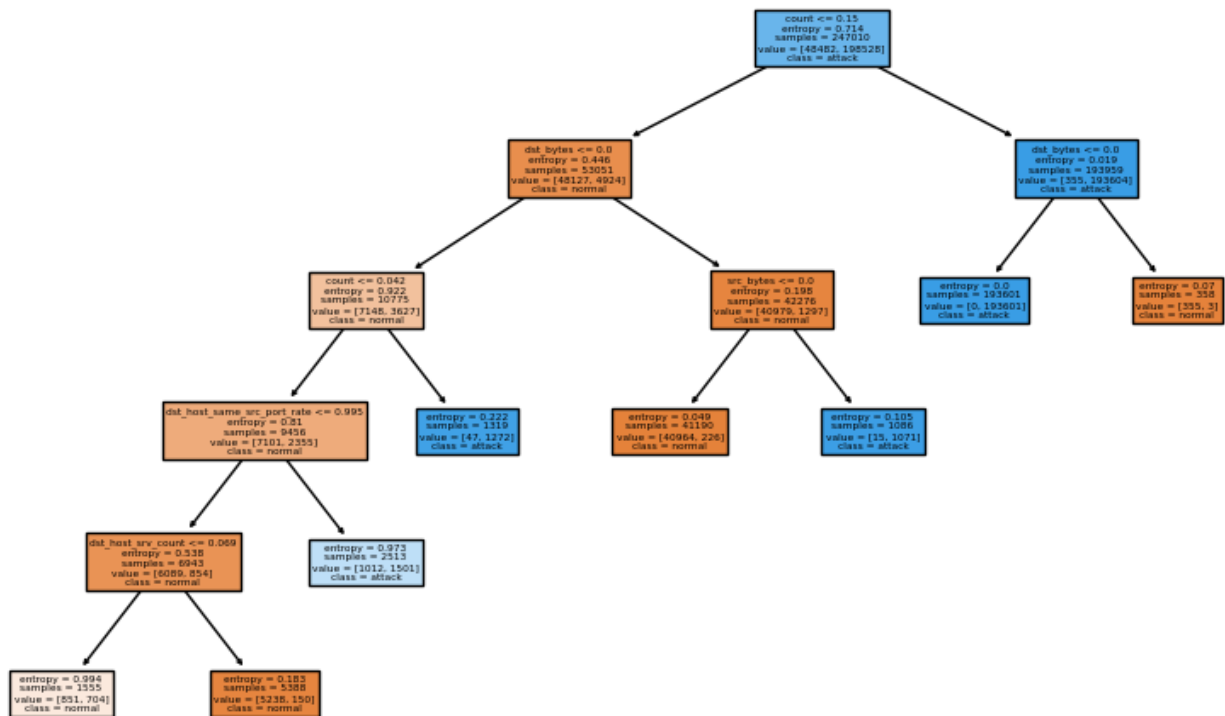 count <= 0.15
entropy = 0.714
samples = 247010
value = [48482, 198528]
class = attack
dst_bytes <= 0.0
entropy = 0.446
samples = 53051
value = [48127, 4924]
class = normal
dst_bytes <= 0.0
entropy = 0.019
samples = 193959
value = [355, 193604]
class = attack
count <= 0.042
entropy = 0.922
samples = 10775
value = [7148, 3627]
class = normal
src_bytes <= 0.0
entropy = 0.198
samples = 42276
value = [40979, 1297]
class = normal
entropy = 0.0
samples = 193601
value = [0, 193601]
class = attack
entropy = 0.07
samples = 358
value = [355, 3]
class = normal
dst_host_same_src_port_rate <= 0.995
entropy = 0.81
samples = 9456
value = [7101, 2355]
class = normal
entropy = 0.222
samples = 1319
value = [47, 1272]
class = attack
entropy = 0.049
samples = 41190
value = [40964, 226]
class = normal
entropy = 0.105
samples = 1086
value = [15, 1071]
class = attack
dst_host_srv_count <= 0.069
entropy = 0.538
samples = 6943
value = [6089, 854]
class = normal
entropy = 0.973
samples = 2513
value = [1012, 1501]
class = attack
entropy = 0.994
samples = 1555
value = [851, 704]
class = normal
entropy = 0.183
samples = 5388
value = [5238, 150]
class = normal